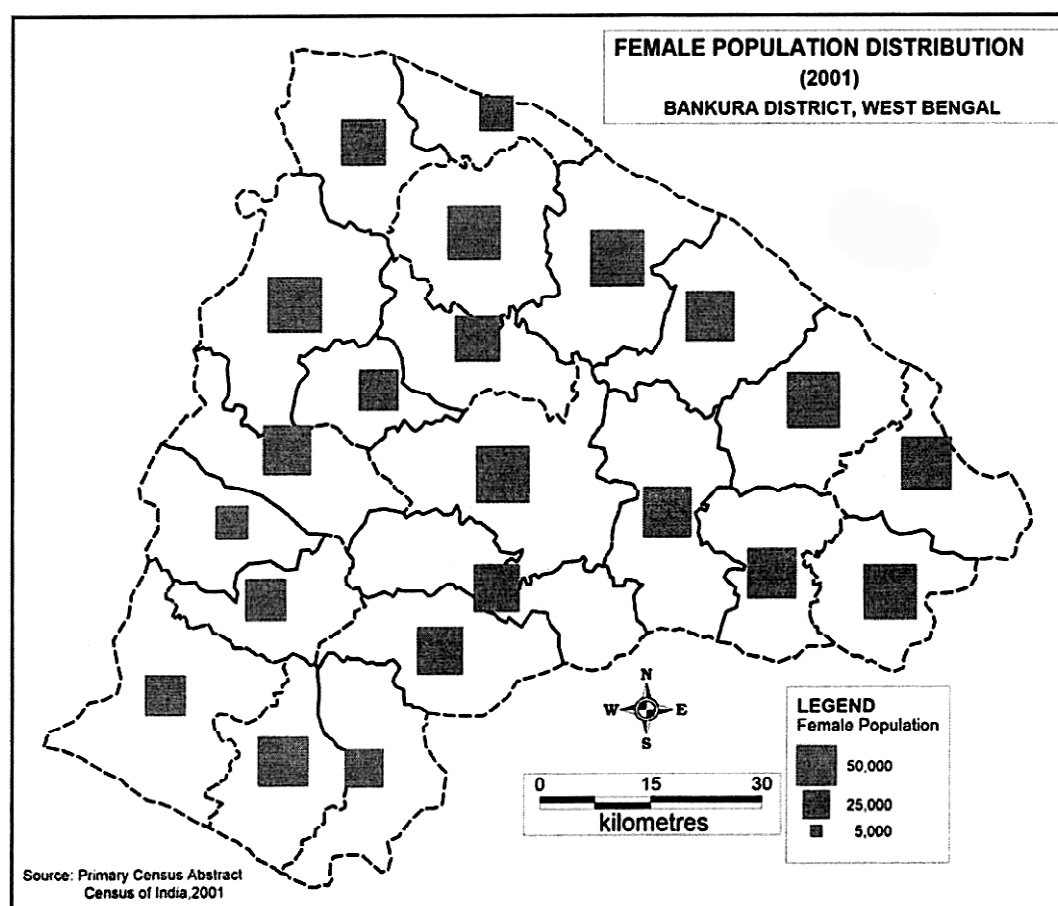 FEMALE POPULATION DISTRIBUTION
(2001)
BANKURA DISTRICT, WEST BENGAL
N
W E
S
LEGEND
Female Population
50,000
25,000
5,000
0 15 30
kilometres
Source: Primary Census Abstract
Census of India,2001